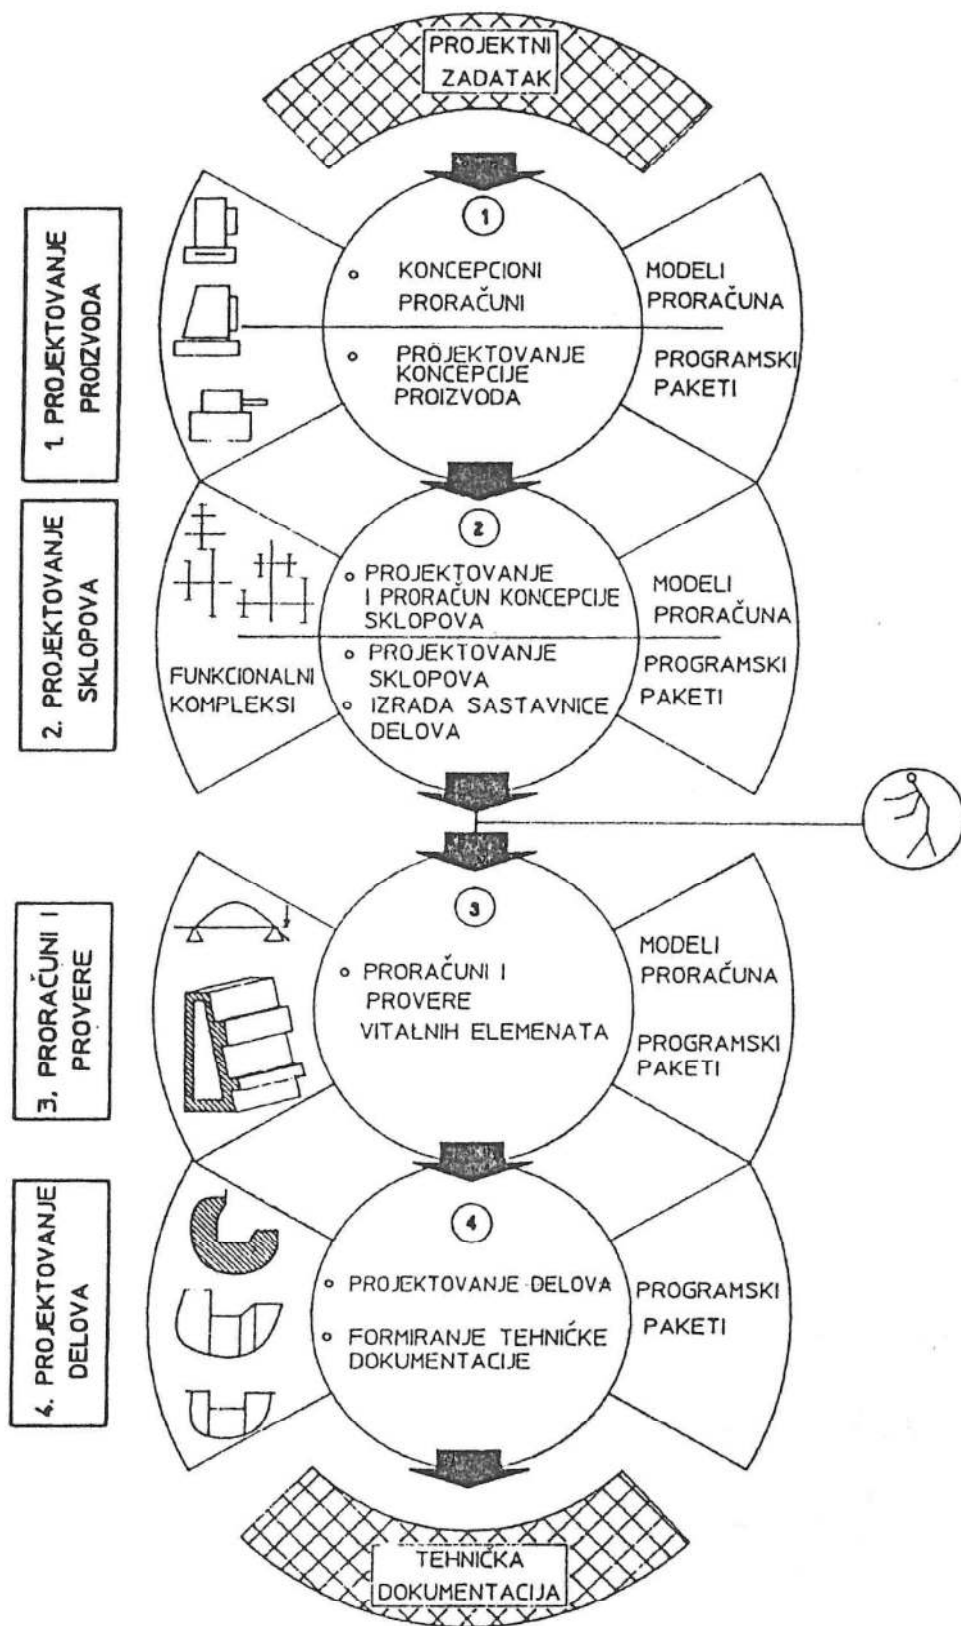 PROJEKTNI
ZADATAK
1. PROJEKTOVANJE
PROIZVODA
1
KONCEPCIONI
PRORAČUNI
PROJEKTOVANJE
KONCEPCIJE
PROIZVODA
MODELI
PRORAČUNA
PROGRAMSKI
PAKETI
2. PROJEKTOVANJE
SKLOPOVA
FUNKCIONALNI
KOMPLEKSI
2
PROJEKTOVANJE
I PRORAČUN KONCEPCIJE
SKLOPOVA
PROJEKTOVANJE
SKLOPOVA
IZRADA SASTAVNICE
DELOVA
MODELI
PRORAČUNA
PROGRAMSKI
PAKETI
3. PRORAČUNI I
PROVERE
3
PRORAČUNI I
PROVERE
VITALNIH ELEMENATA
MODELI
PRORAČUNA
PROGRAMSKI
PAKETI
4. PROJEKTOVANJE
DELOVA
4
PROJEKTOVANJE DELOVA
FORMIRANJE TEHNIČKE
DOKUMENTACIJE
PROGRAMSKI
PAKETI
TEHNIČKA
DOKUMENTACIJA